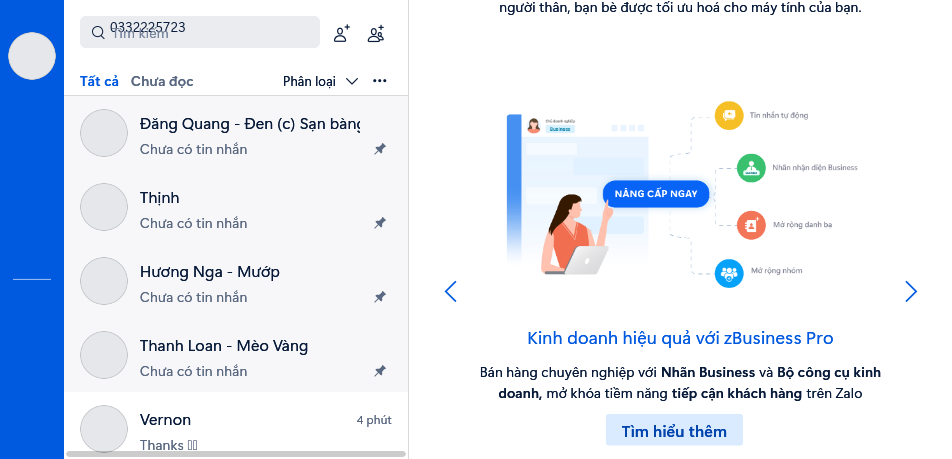 0332225723
Tìm kiếm
Tất cả
Chưa đọc
Phân loại
Đăng Quang - Đen (c) Sạn bàng
Chưa có tin nhắn
Thịnh
Chưa có tin nhắn
Hương Nga - Mướp
Chưa có tin nhắn
Thanh Loan - Mèo Vàng
Chưa có tin nhắn
Vernon
4 phút
Thanks
người thân, bạn bè được tối ưu hoá cho máy tính của bạn.
Chủ doanh nghiệp
Business
NÂNG CẤP NGAY
Tin nhắn tự động
Nhãn nhận diện Business
Mở rộng danh bạ
Mở rộng nhóm
Kinh doanh hiệu quả với zBusiness Pro
Bán hàng chuyên nghiệp với Nhãn Business và Bộ công cụ kinh
doanh, mở khóa tiềm năng tiếp cận khách hàng trên Zalo
Tìm hiểu thêm